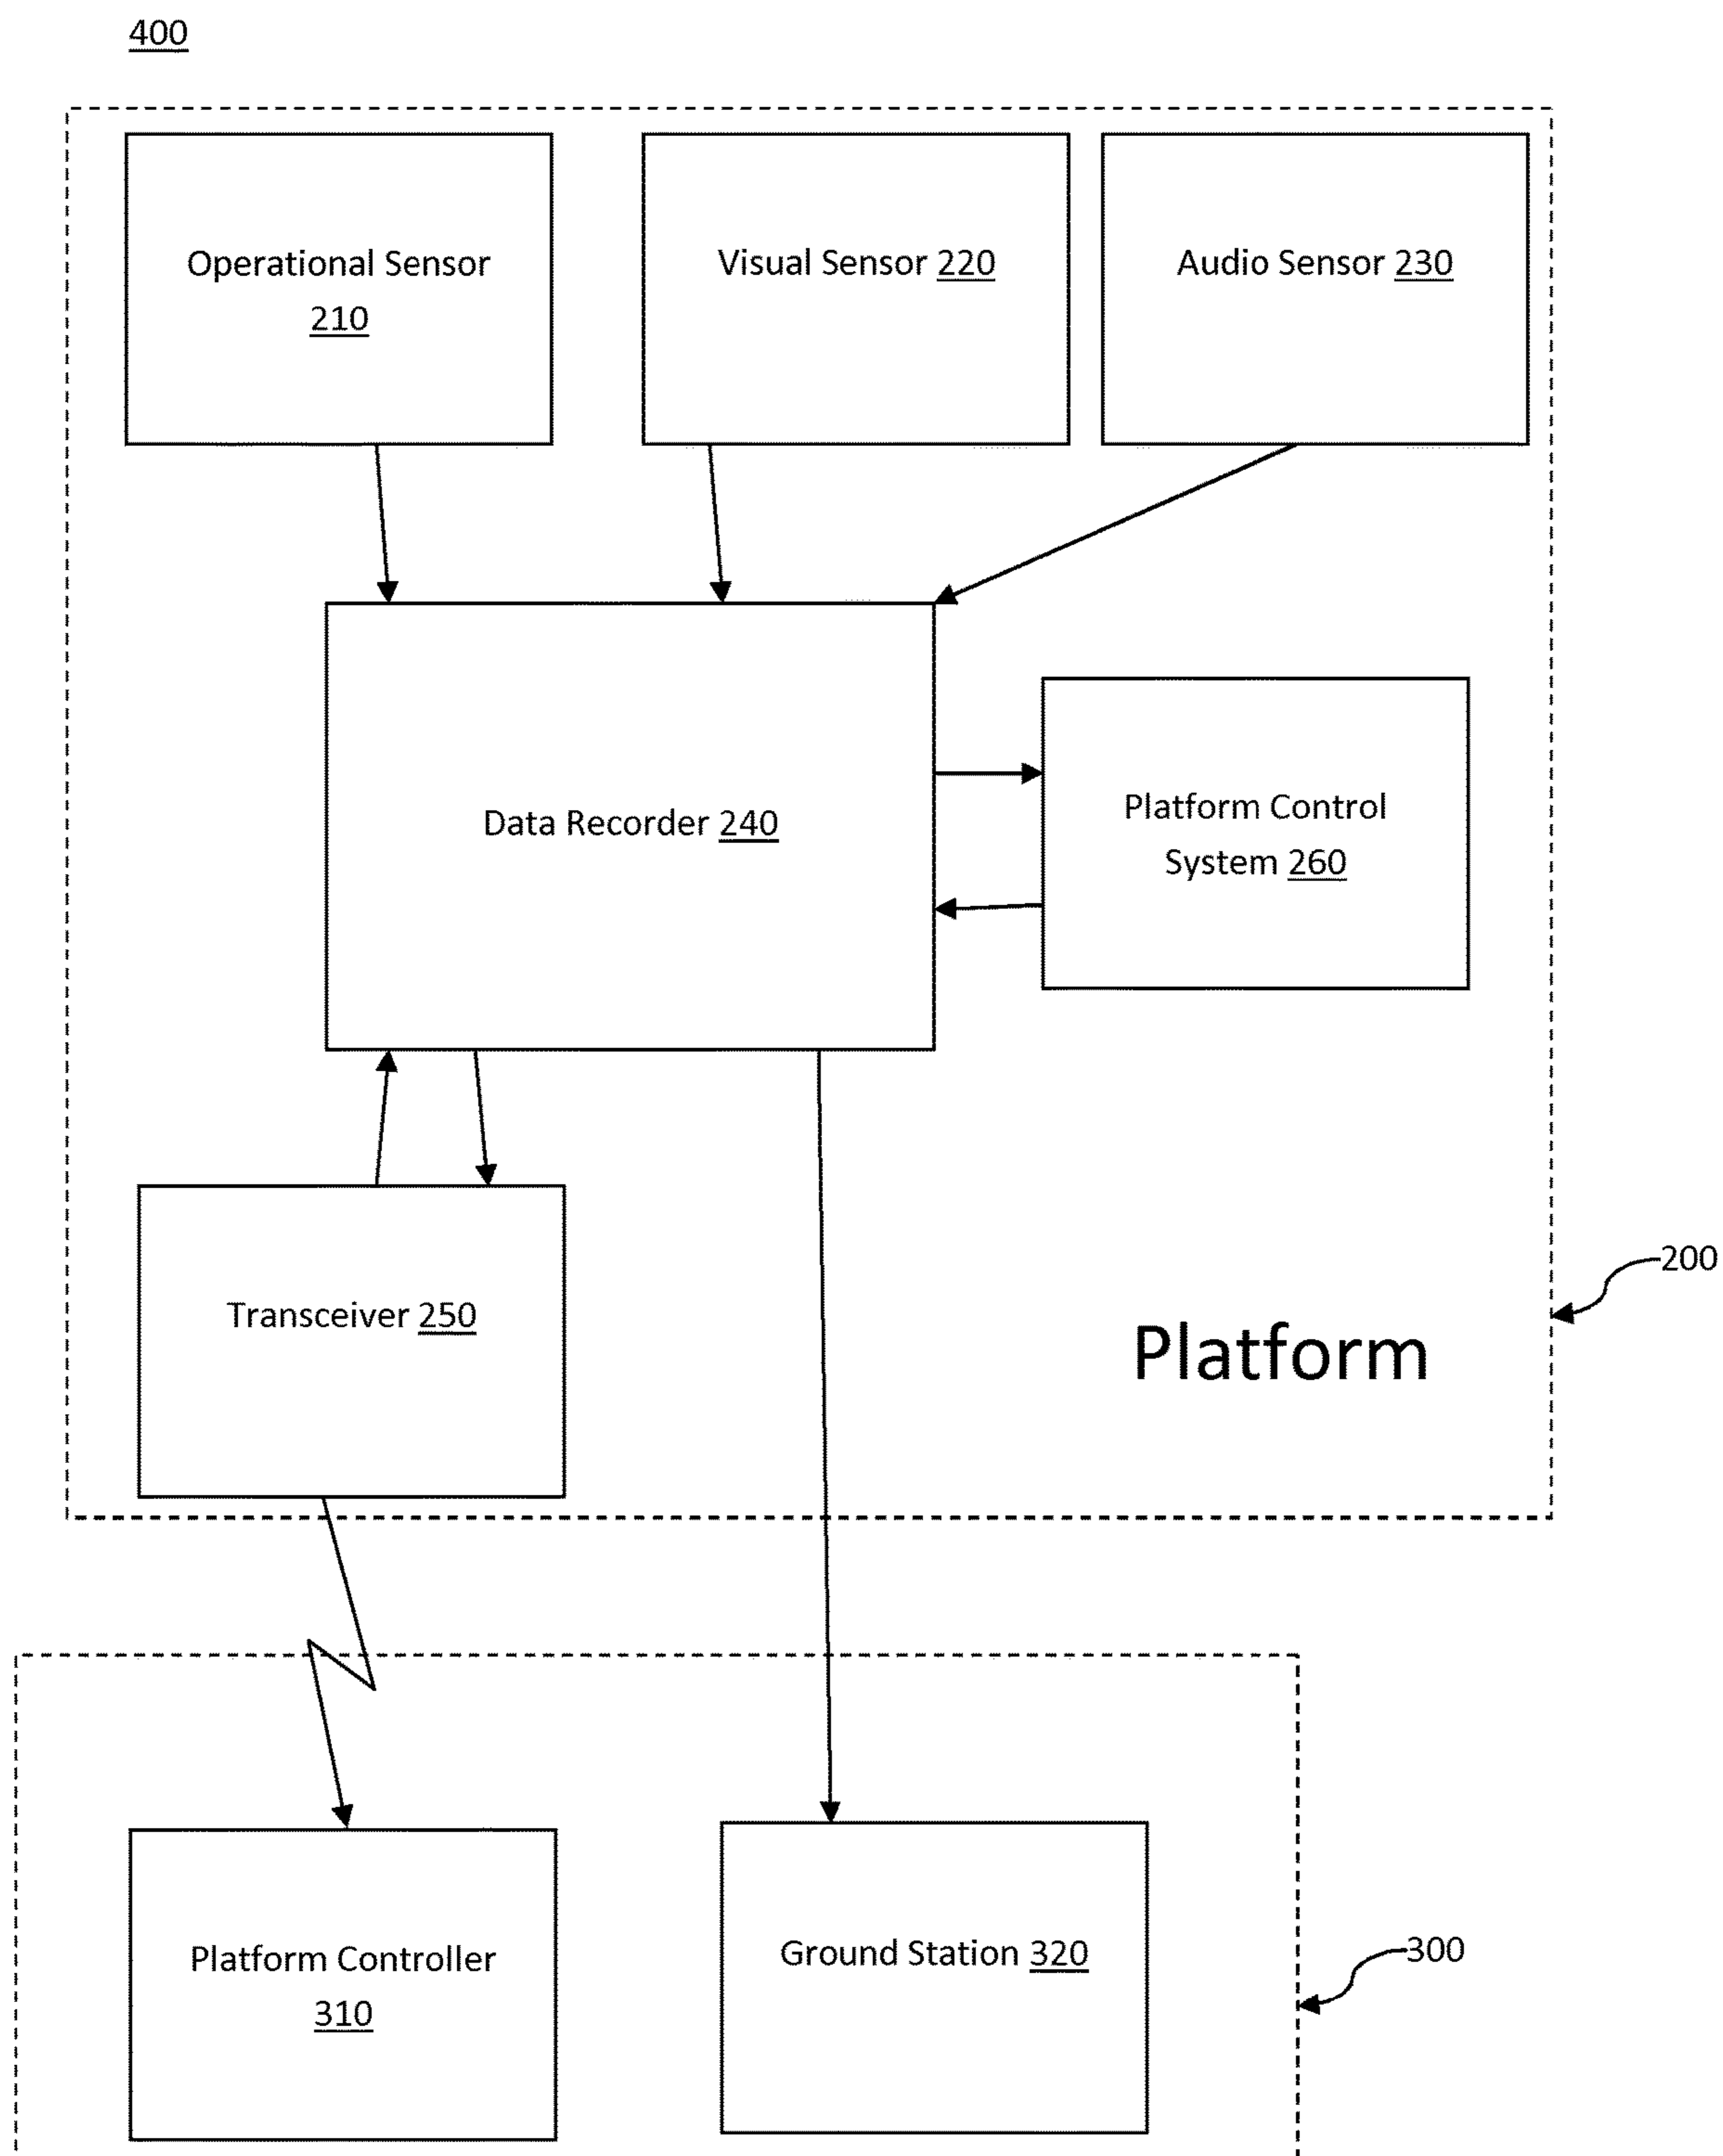 400
Operational Sensor
210
Visual Sensor 220
Audio Sensor 230
Data Recorder 240
Platform Control
System 260
Transceiver 250
200
Platform
Platform Controller
310
Ground Station 320
300